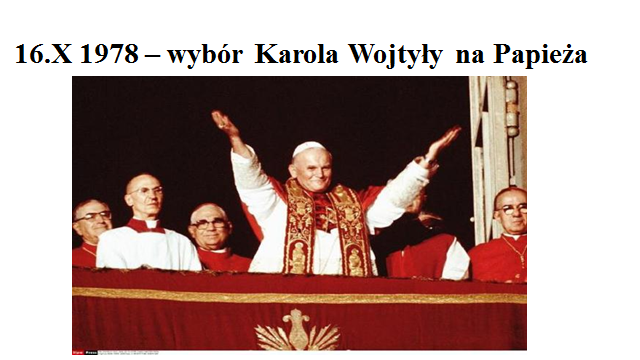 16.X 1978 – wybór Karola Wojtyły na Papieża